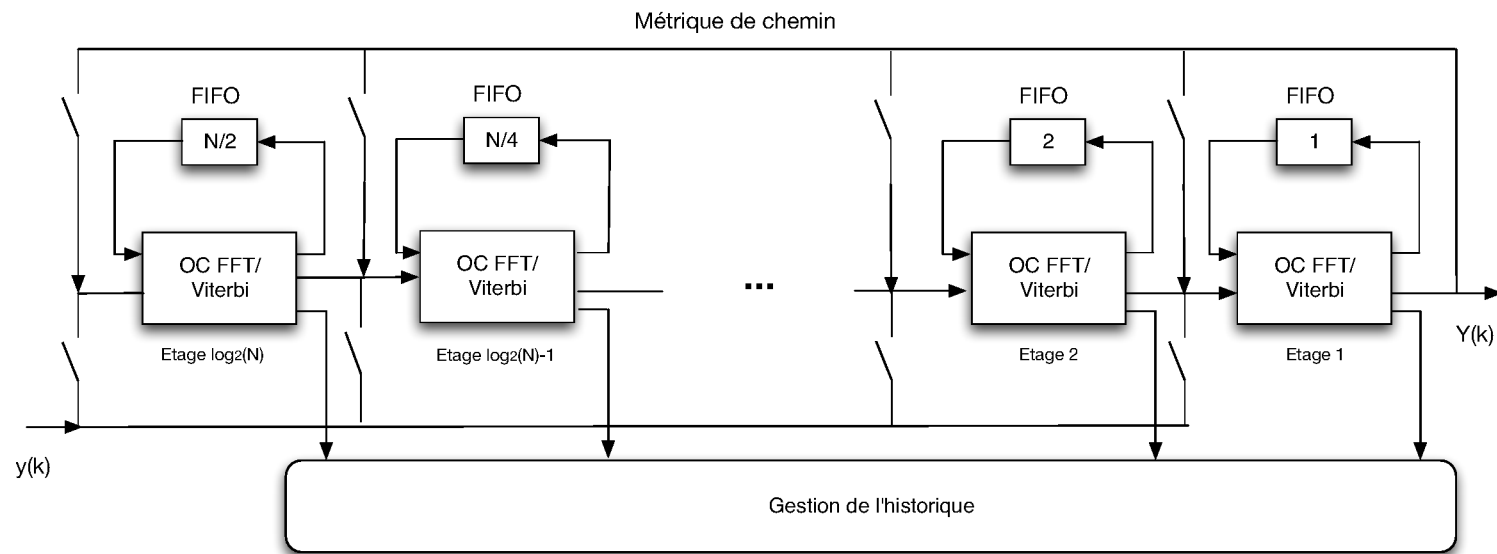 Métrique de chemin
FIFO
FIFO
FIFO
FIFO
N/2
N/4
2
1
OC FFT/
Viterbi
OC FFT/
Viterbi
...
OC FFT/
Viterbi
OC FFT/
Viterbi
Etage log2(N)
Etage log2(N)-1
Etage 2
Etage 1
Y(k)
y(k)
Gestion de l'historique